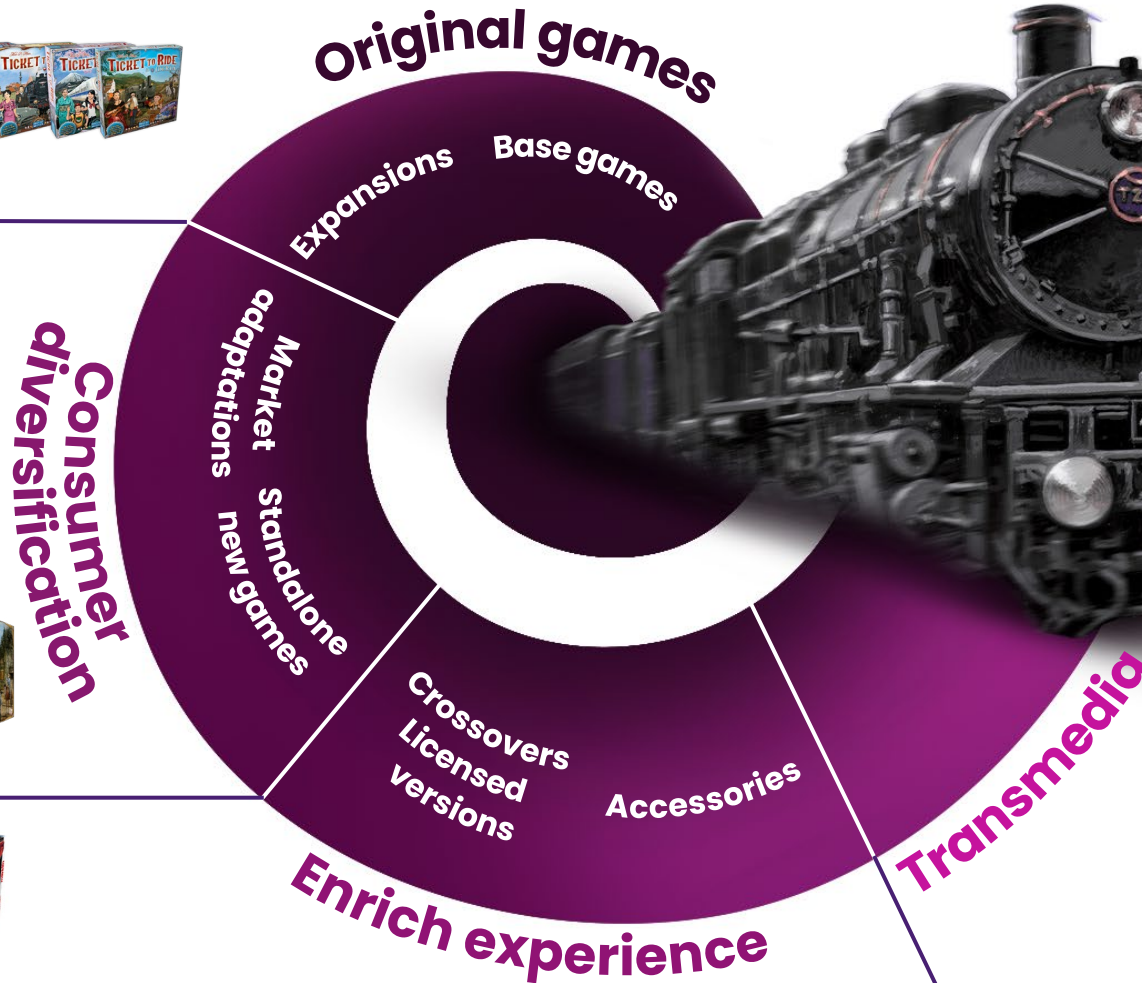 Original games
TICKET
TICKET
TICKET TO RIDE
Expansions
Base games
Consumer
diversification
Market
adaptations
Standalone
new games
Crossovers
Licensed
versions
Accessories
Enrich experience
Transmedia